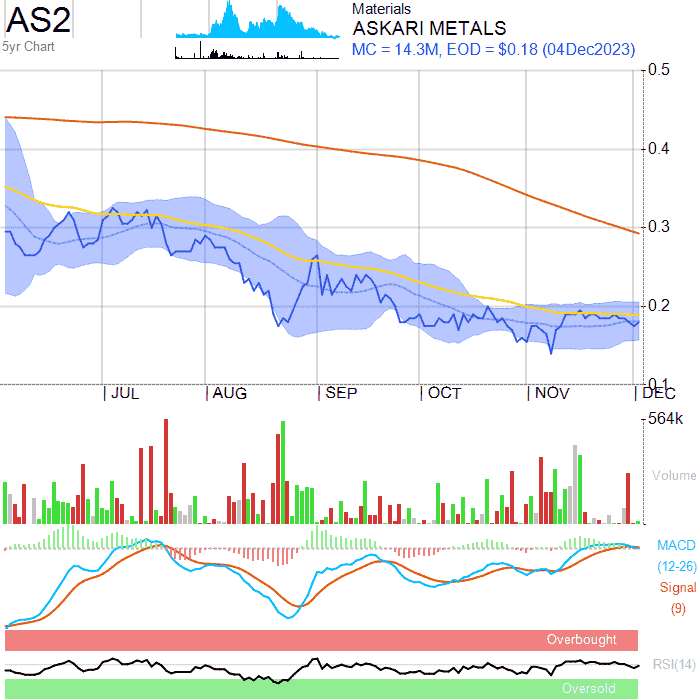 AS2
5yr Chart
Materials
ASKARI METALS
MC = 14.3M, EOD = $0.18 (04Dec2023)
0.5
0.4
0.3
0.2
0.1
JUL AUG SEP OCT NOV DEC
564k
Volume
MACD
(12-26)
Signal
(9)
Overbought
RSI(14)
Oversold